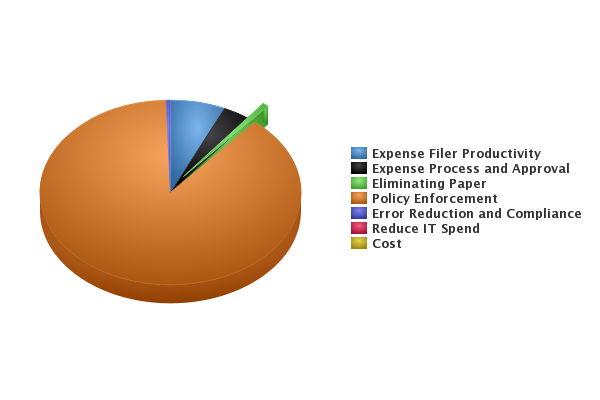 Expense Filer Productivity
Expense Process and Approval
Eliminating Paper
Policy Enforcement
Error Reduction and Compliance
Reduce IT Spend
Cost